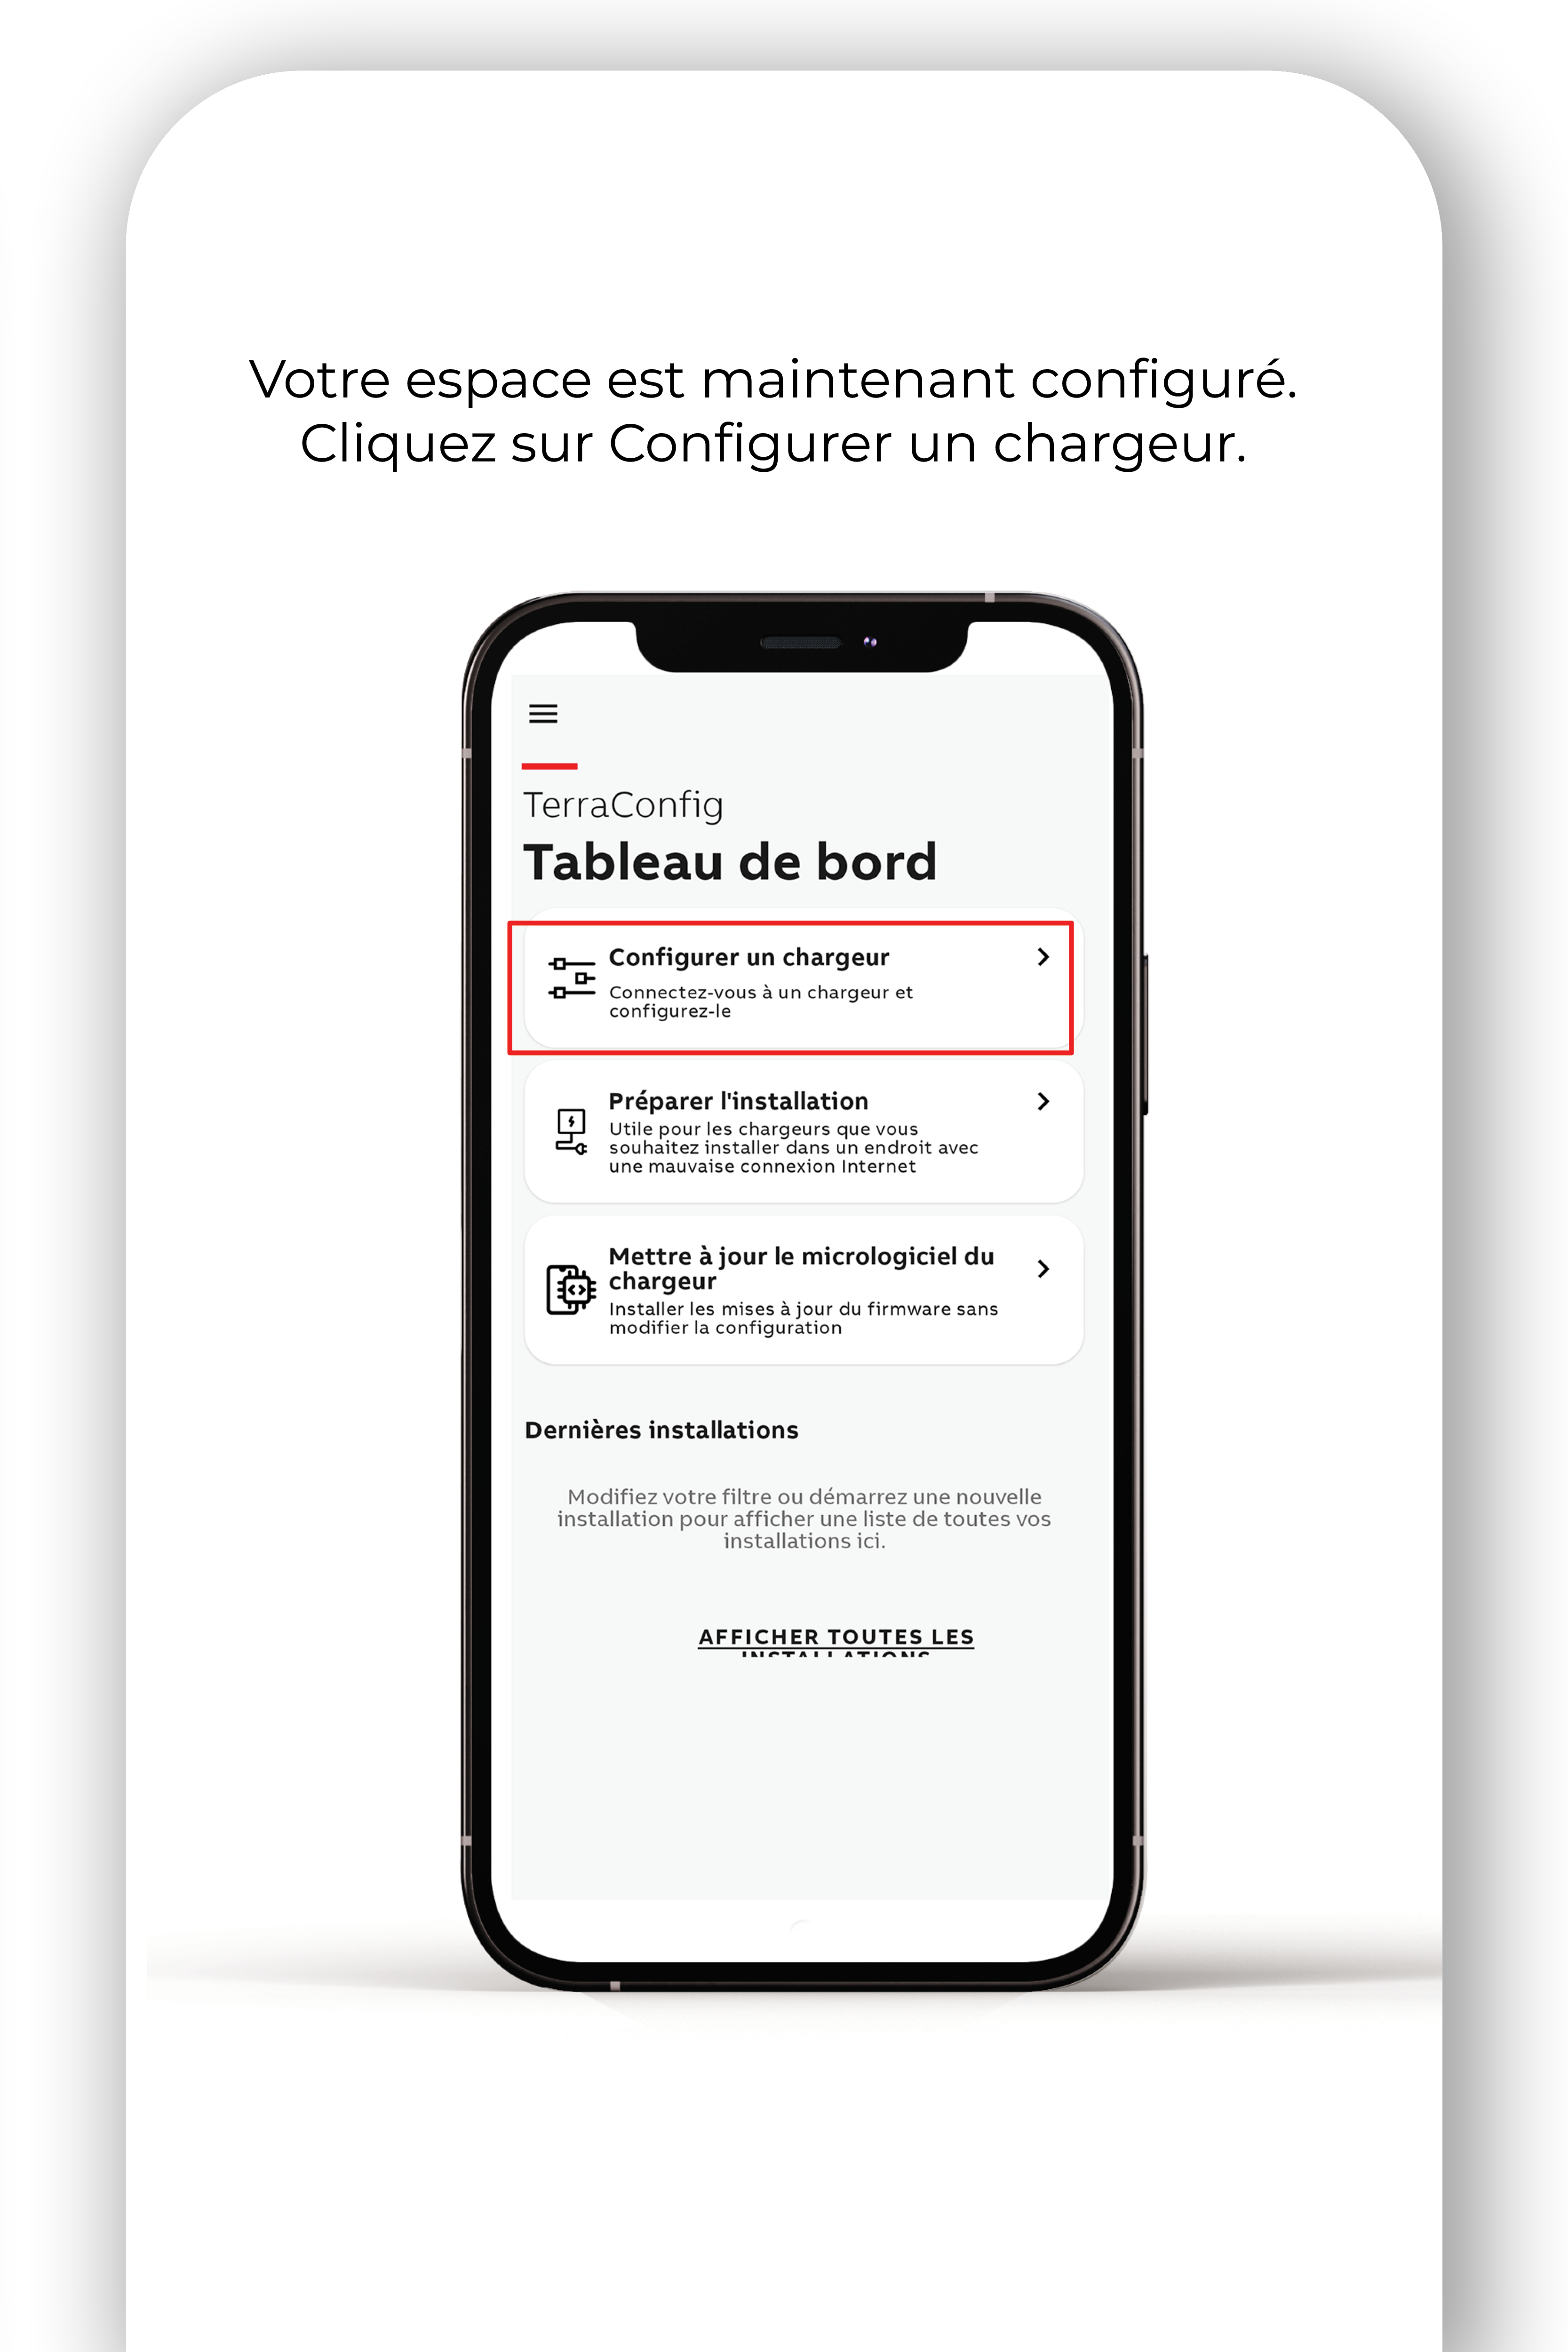 Votre espace est maintenant configuré.
Cliquez sur Configurer un chargeur.
TerraConfig
Tableau de bord
Configurer un chargeur
Connectez-vous à un chargeur et
configurez-le
Préparer l'installation
Utile pour les chargeurs que vous
souhaitez installer dans un endroit avec
une mauvaise connexion Internet
Mettre à jour le micrologiciel du
chargeur
Installer les mises à jour du firmware sans
modifier la configuration
Dernières installations
Modifiez votre filtre ou démarrez une nouvelle
installation pour afficher une liste de toutes vos
installations ici.
AFFICHER TOUTES LES
INSTALLATIONS